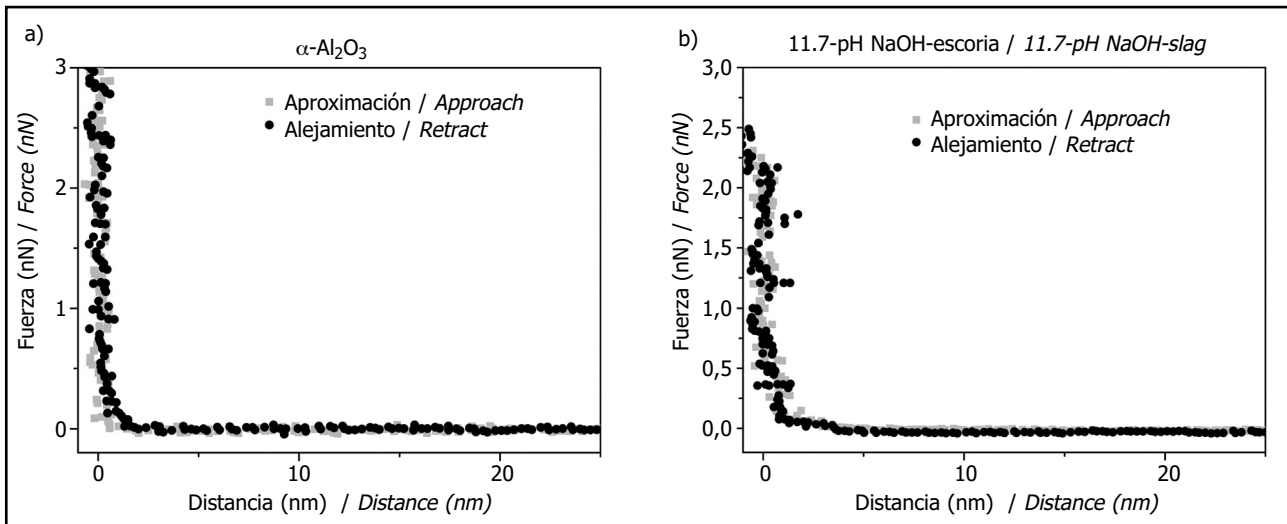 a)
α-Al2O3
3
2
1
0
Fuerza (nN) / Force (nN)
Aproximación / Approach
Alejamiento / Retract
0
10
20
Distancia (nm) / Distance (nm)
b)
11.7-pH NaOH-escoria / 11.7-pH NaOH-slag
3,0
2,5
2,0
1,5
1,0
0,5
0,0
Fuerza (nN) / Force (nN)
Aproximación / Approach
Alejamiento / Retract
0
10
20
Distancia (nm) / Distance (nm)